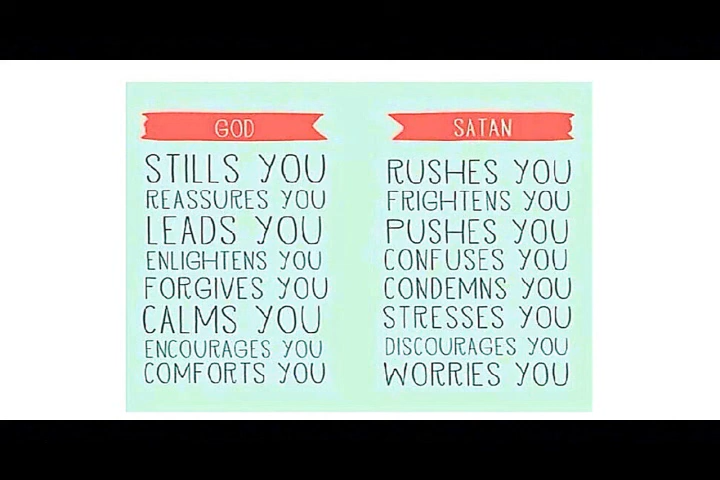 GOD
STILLS YOU
REASSURES YOU
LEADS YOU
ENLIGHTENS YOU
FORGIVES YOU
CALMS YOU
ENCOURAGES YOU
COMFORTS YOU
SATAN
RUSHES YOU
FRIGHTENS YOU
PUSHES YOU
CONFUSES YOU
CONDEMNS YOU
STRESSES YOU
DISCOURAGES YOU
WORRIES YOU